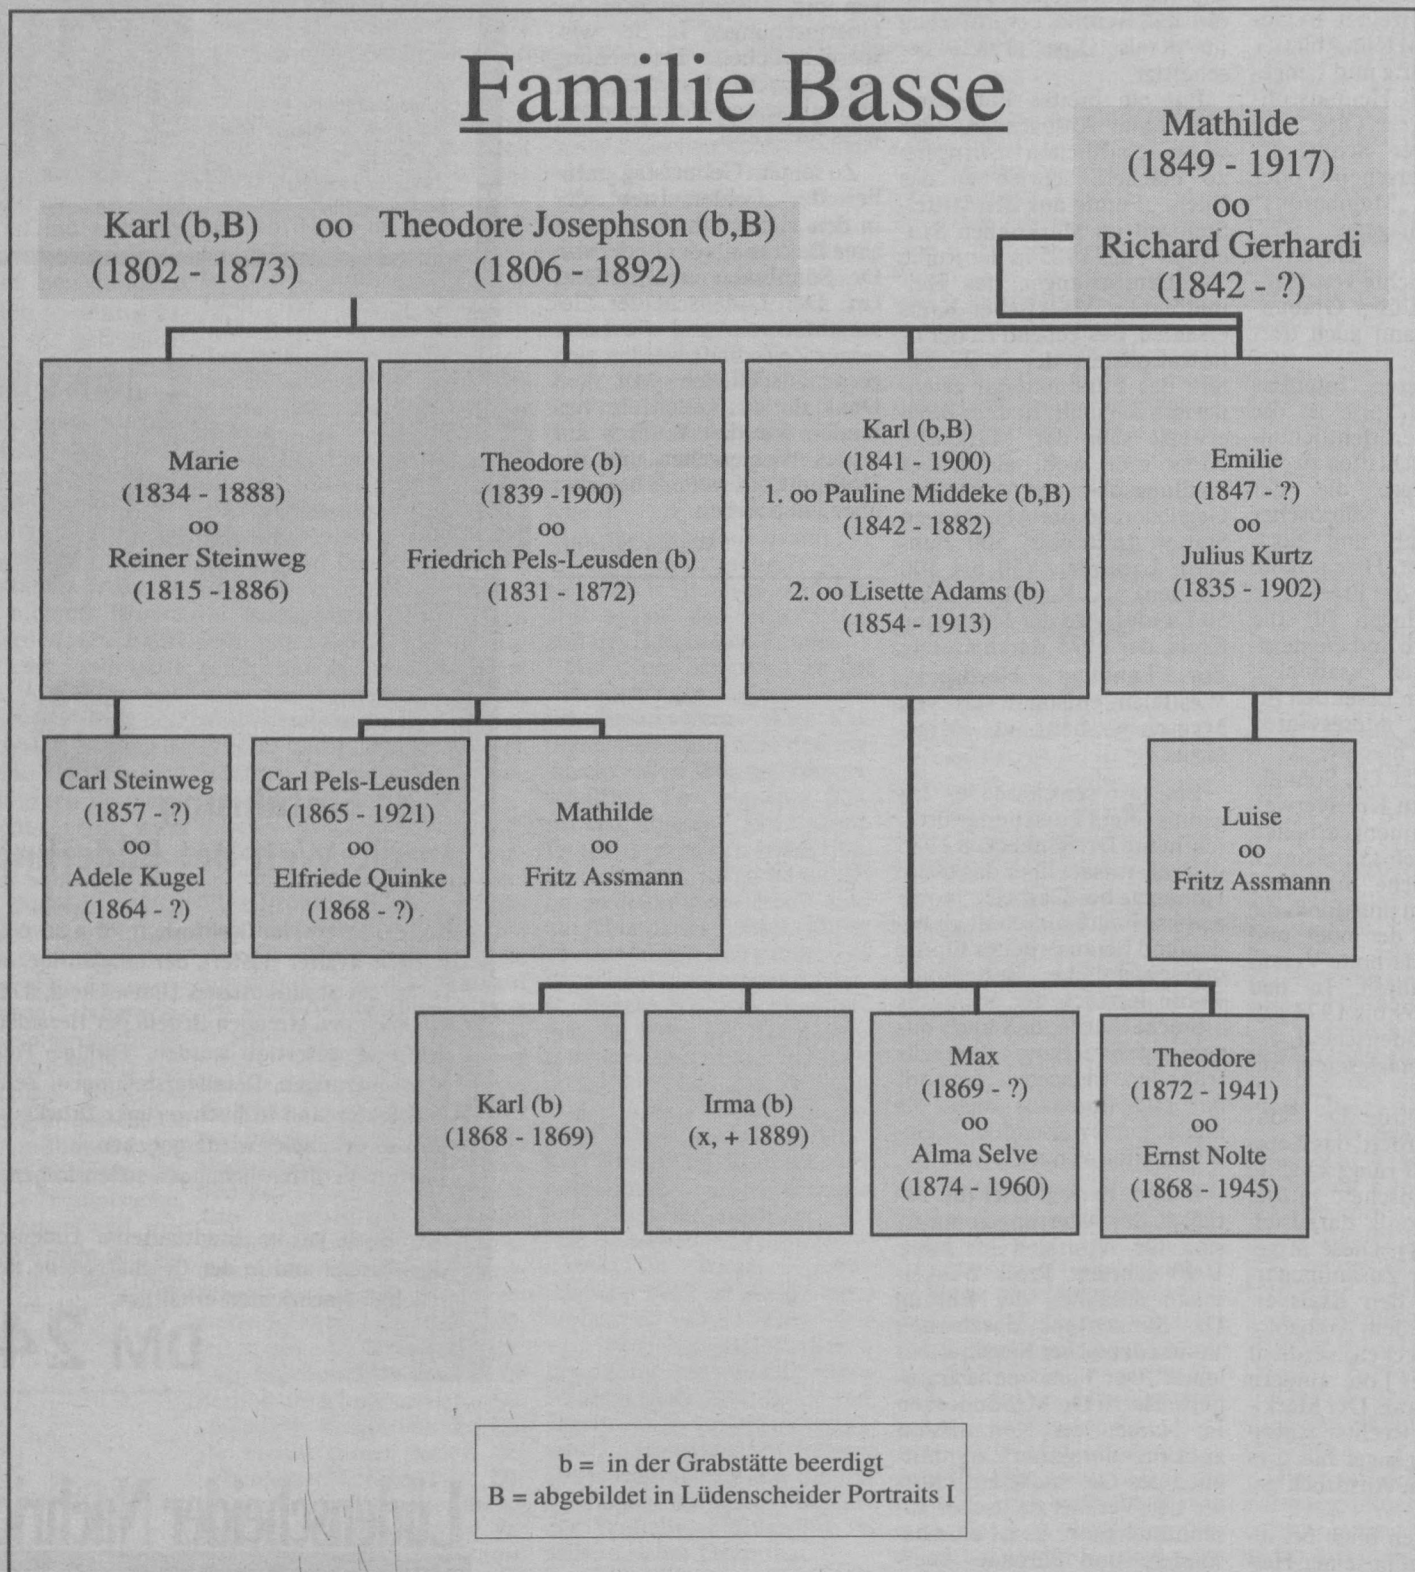 Familie Basse
Mathilde
(1849 - 1917)
oo
Richard Gerhardi
(1842 - ?)
Karl (b,B) oo Theodore Josephson (b,B)
(1802 - 1873) (1806 - 1892)
Marie
(1834 - 1888)
oo
Reiner Steinweg
(1815 -1886)
Theodore (b)
(1839 -1900)
oo
Friedrich Pels-Leusden (b)
(1831 - 1872)
Karl (b,B)
(1841 - 1900)
1. oo Pauline Middeke (b,B)
(1842 - 1882)
2. oo Lisette Adams (b)
(1854 - 1913)
Emilie
(1847 - ?)
oo
Julius Kurtz
(1835 - 1902)
Carl Steinweg
(1857 - ?)
oo
Adele Kugel
(1864 - ?)
Carl Pels-Leusden
(1865 - 1921)
oo
Elfriede Quinke
(1868 - ?)
Mathilde
oo
Fritz Assmann
Luise
oo
Fritz Assmann
Karl (b)
(1868 - 1869)
Irma (b)
(x, + 1889)
Max
(1869 - ?)
oo
Alma Selve
(1874 - 1960)
Theodore
(1872 - 1941)
oo
Ernst Nolte
(1868 - 1945)
b = in der Grabstätte beerdigt
B = abgebildet in Lüdenscheider Portraits I